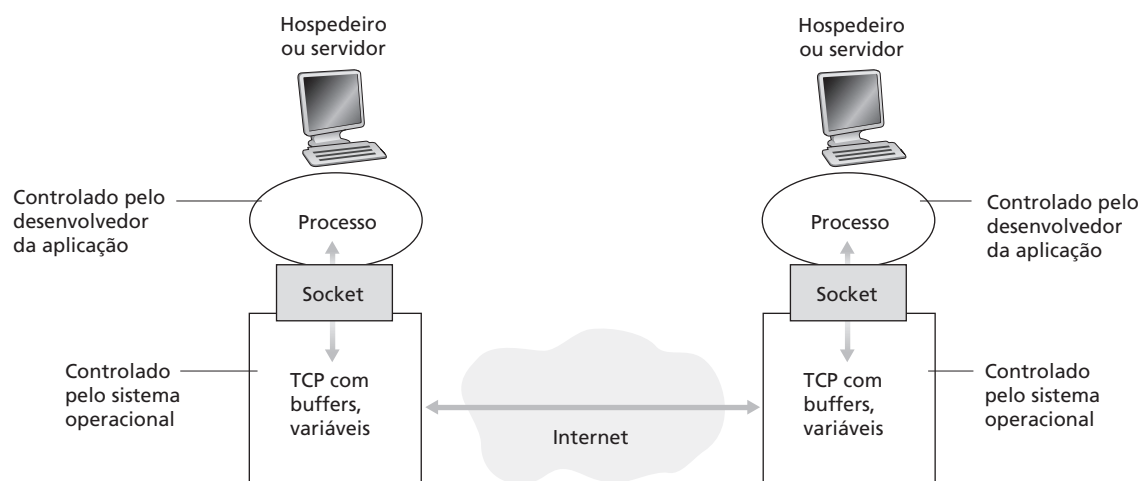 Hospedeiro
ou servidor
Hospedeiro
ou servidor
Controlado pelo
desenvolvedor
da aplicação
Processo
Processo
Controlado pelo
desenvolvedor
da aplicação
Socket
Socket
Controlado
pelo sistema
operacional
TCP com
buffers,
variáveis
Internet
TCP com
buffers,
variáveis
Controlado
pelo sistema
operacional